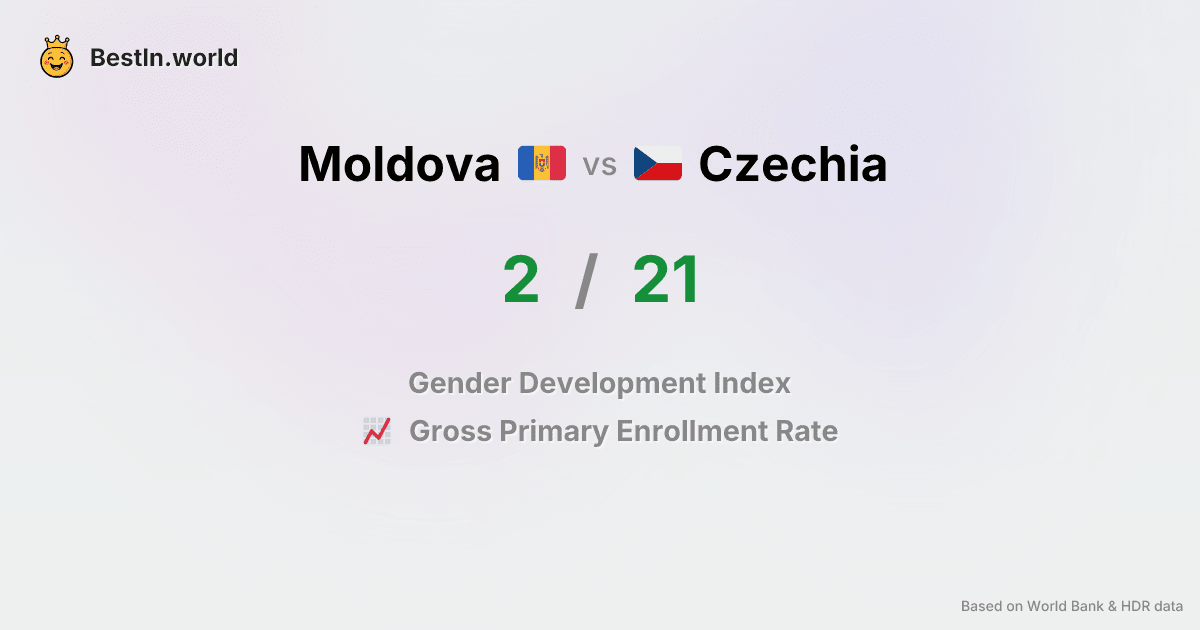 BestIn.world
Moldova vs Czechia
2 / 21
Gender Development Index
Gross Primary Enrollment Rate
Based on World Bank & HDR data